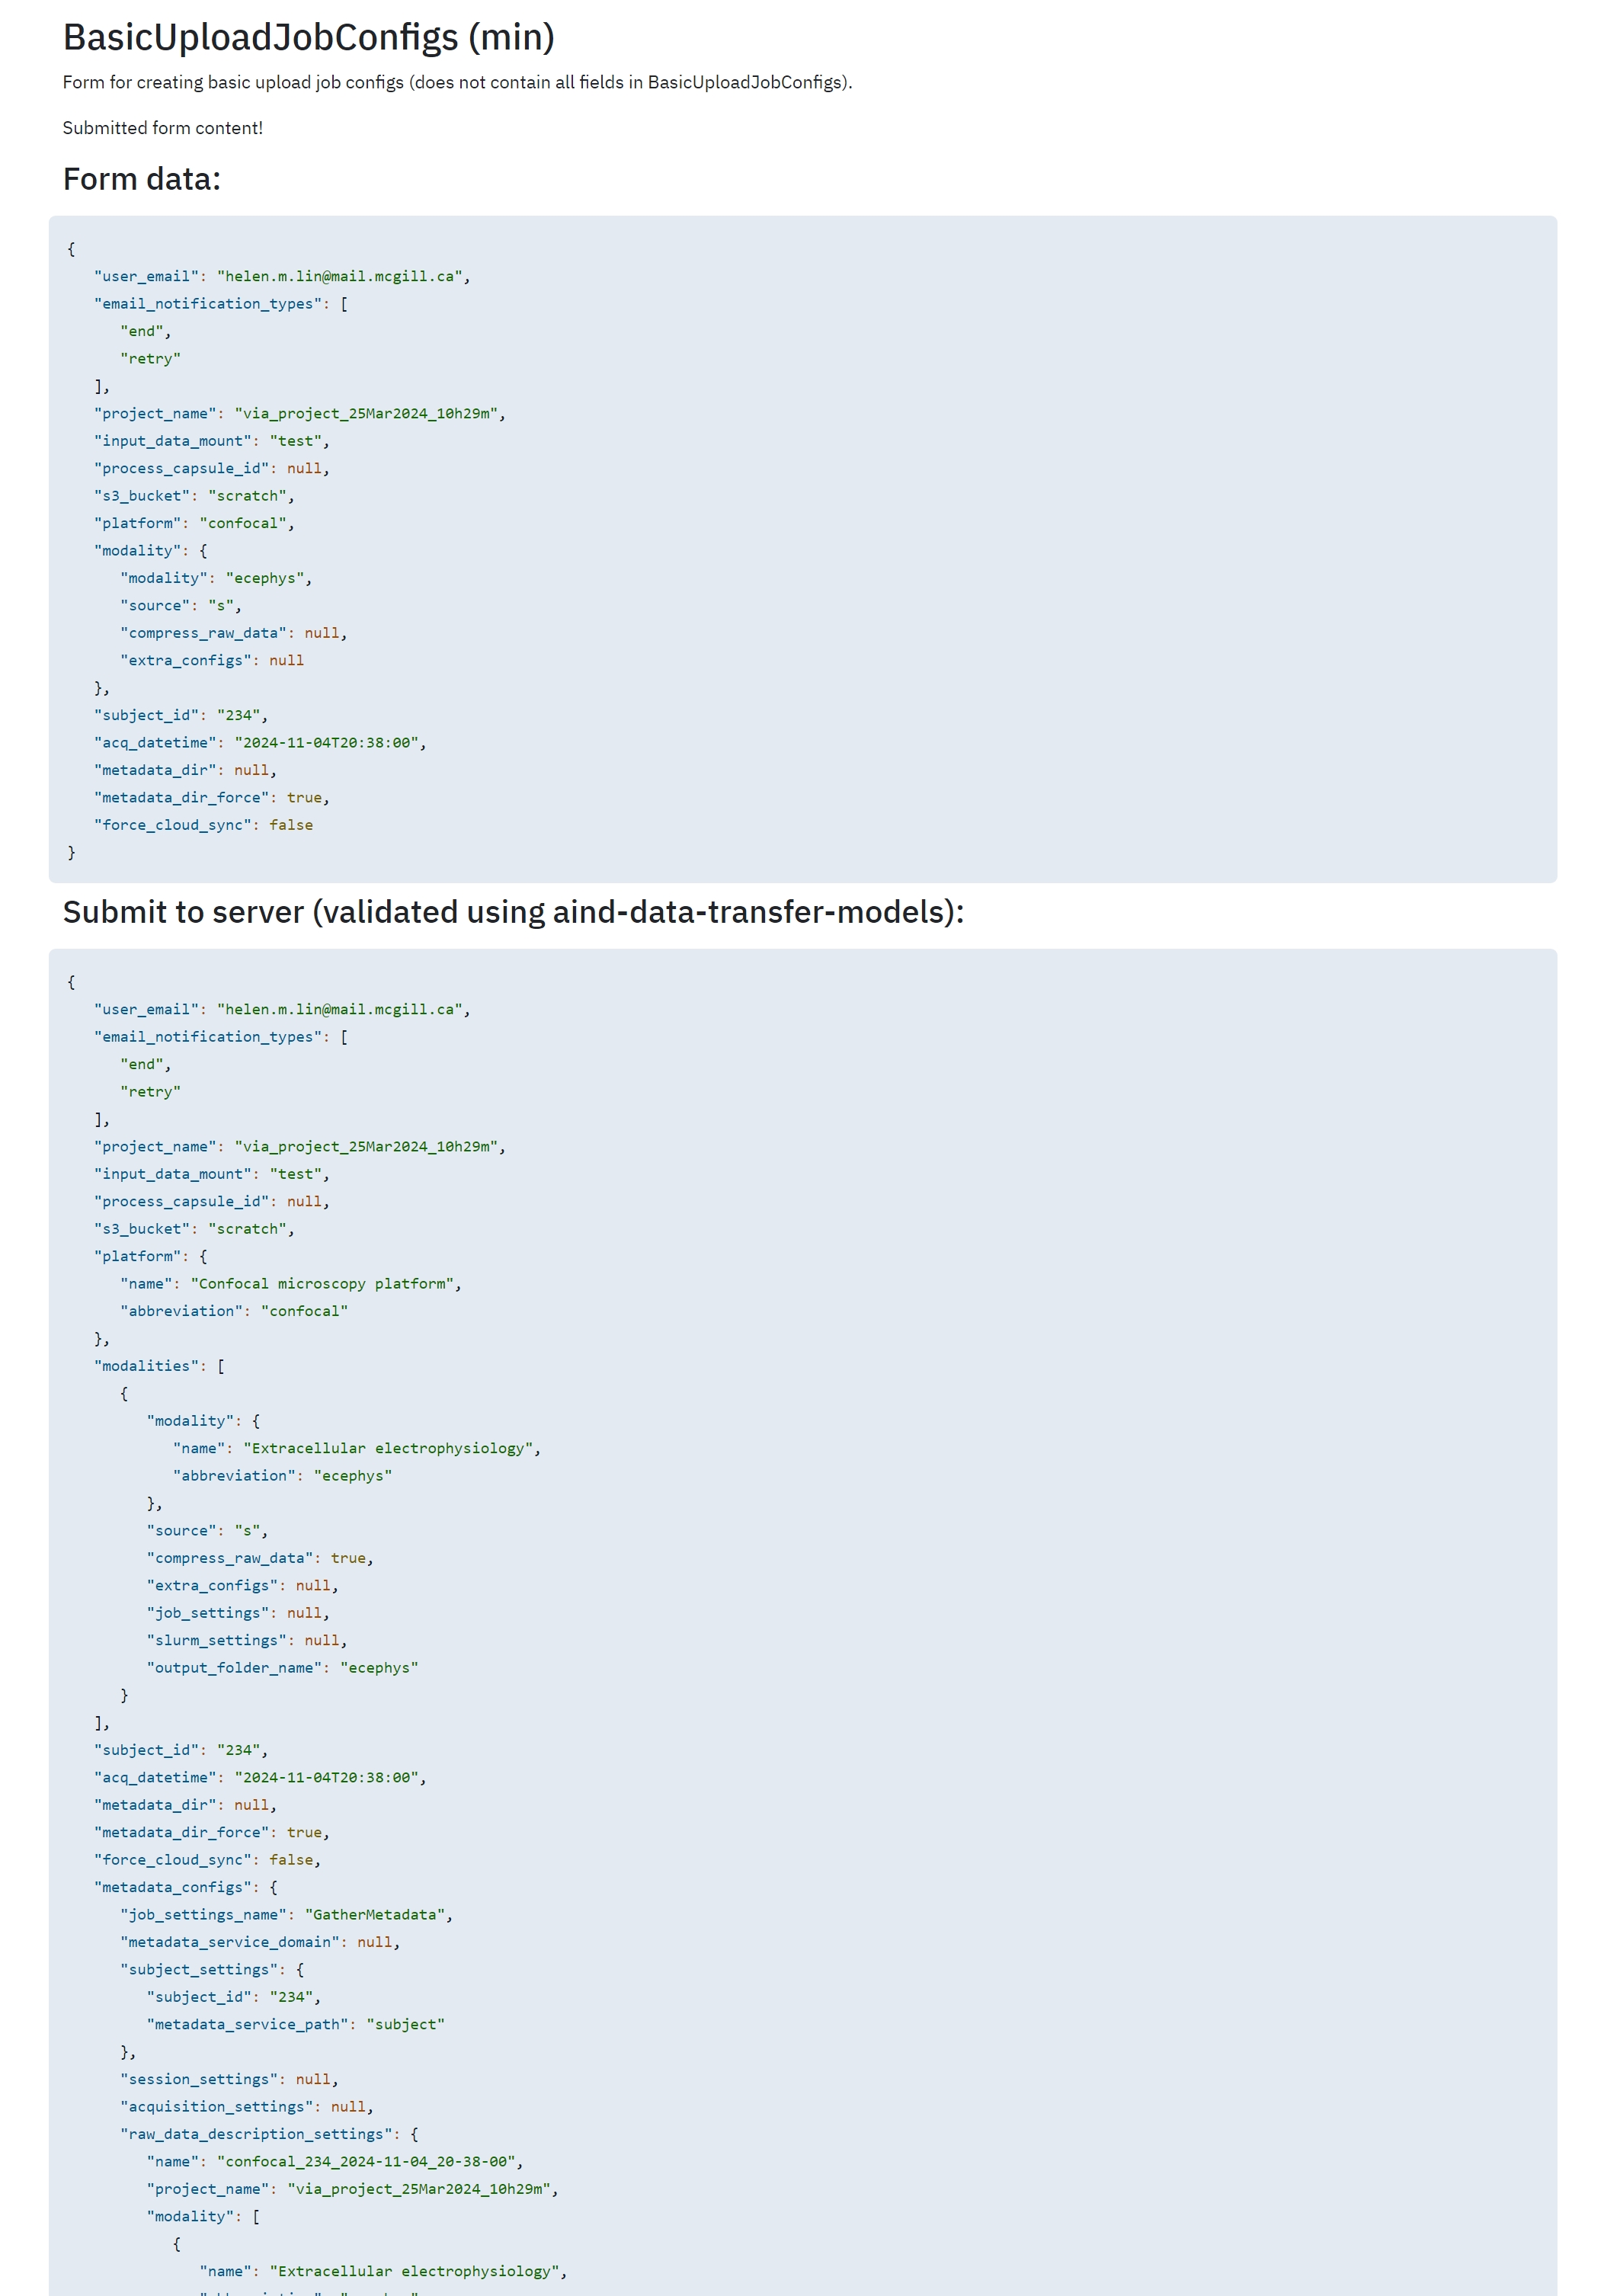 BasicUploadJobConfigs (min)
Form for creating basic upload job configs (does not contain all fields in BasicUploadJobConfigs).
Submitted form content!
Form data:
{
"user_email": "helen.m.lin@mail.mcgill.ca",
"email_notification_types": [
"end",
"retry"
],
"project_name": "via_project_25Mar2024_10h29m",
"input_data_mount": "test",
"process_capsule_id": null,
"s3_bucket": "scratch",
"platform": "confocal",
"modality": {
"modality": "ecephys",
"source": "s",
"compress_raw_data": null,
"extra_configs": null
},
"subject_id": "234",
"acq_datetime": "2024-11-04T20:38:00",
"metadata_dir": null,
"metadata_dir_force": true,
"force_cloud_sync": false
}
Submit to server (validated using aind-data-transfer-models):
{
"user_email": "helen.m.lin@mail.mcgill.ca",
"email_notification_types": [
"end",
"retry"
],
"project_name": "via_project_25Mar2024_10h29m",
"input_data_mount": "test",
"process_capsule_id": null,
"s3_bucket": "scratch",
"platform": {
"name": "Confocal microscopy platform",
"abbreviation": "confocal"
},
"modalities": [
{
"modality": {
"name": "Extracellular electrophysiology",
"abbreviation": "ecephys"
},
"source": "s",
"compress_raw_data": true,
"extra_configs": null,
"job_settings": null,
"slurm_settings": null,
"output_folder_name": "ecephys"
}
],
"subject_id": "234",
"acq_datetime": "2024-11-04T20:38:00",
"metadata_dir": null,
"metadata_dir_force": true,
"force_cloud_sync": false,
"metadata_configs": {
"job_settings_name": "GatherMetadata",
"metadata_service_domain": null,
"subject_settings": {
"subject_id": "234",
"metadata_service_path": "subject"
},
"session_settings": null,
"acquisition_settings": null,
"raw_data_description_settings": {
"name": "confocal_234_2024-11-04_20-38-00",
"project_name": "via_project_25Mar2024_10h29m",
"modality": [
{
"name": "Extracellular electrophysiology",